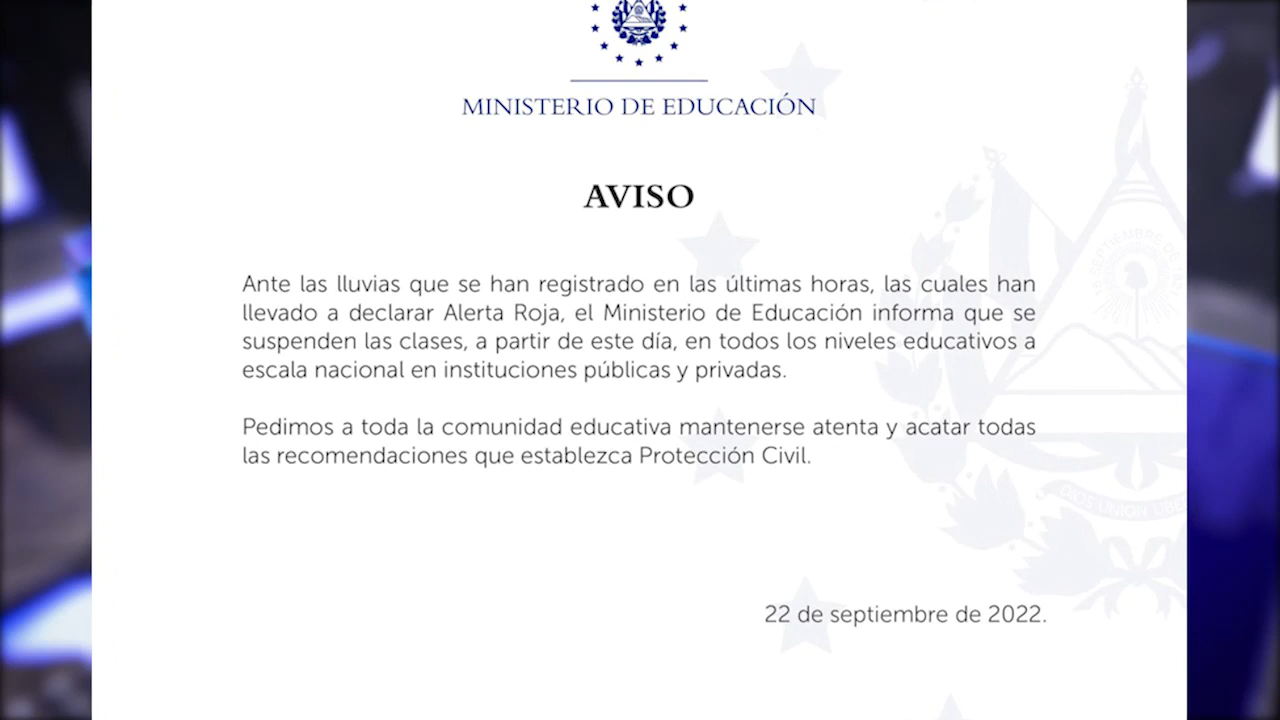 MINISTERIO DE EDUCACIÓN
AVISO
Ante las lluvias que se han registrado en las últimas horas, las cuales han
llevado a declarar Alerta Roja, el Ministerio de Educación informa que se
suspenden las clases, a partir de este día, en todos los niveles educativos a
escala nacional en instituciones públicas y privadas.
Pedimos a toda la comunidad educativa mantenerse atenta y acatar todas
las recomendaciones que establezca Protección Civil.
DIOS UNION LIBE
22 de septiembre de 2022.